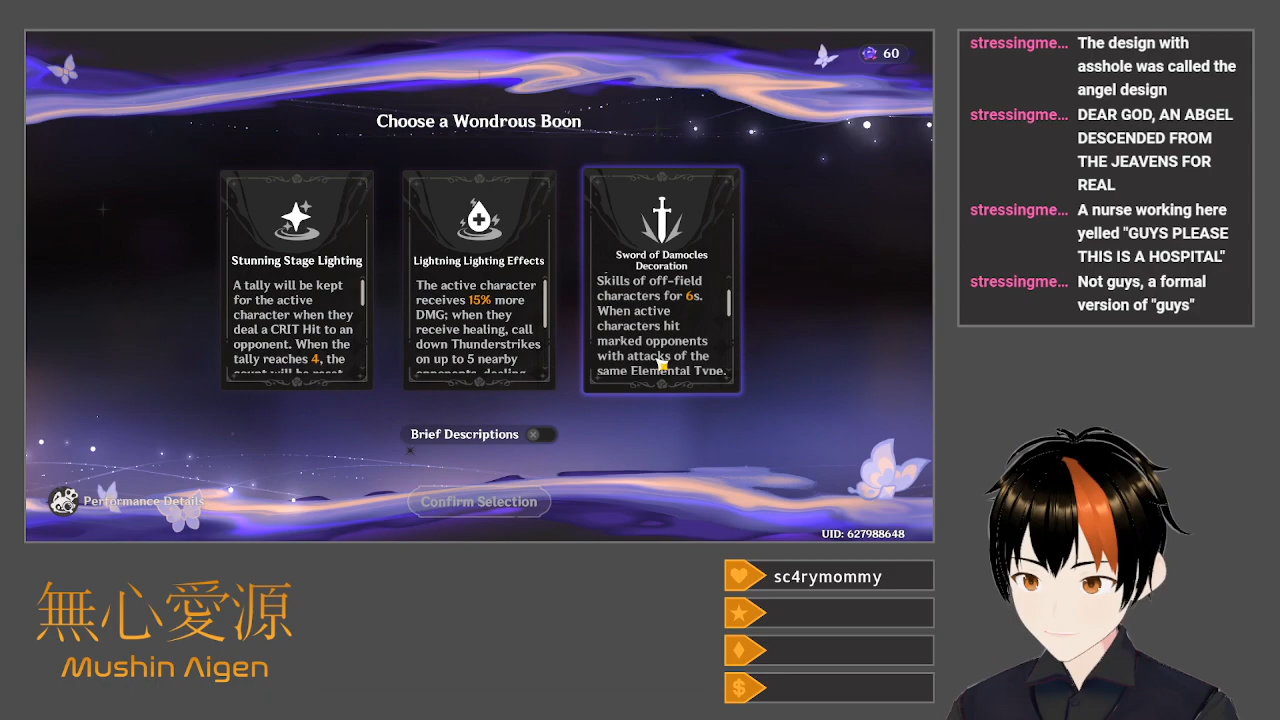 60
Choose a Wondrous Boon
Stunning Stage Lighting
A tally will be kept
for the active
character when they
deal a CRIT Hit to an
opponent. When the
tally reaches 4, the
count will be reset
Lightning Lighting Effects
The active character
receives 15% more
DMG; when they
receive healing, call
down Thunderstrikes
on up to 5 nearby
opponents, dealing
Sword of Damocles
Decoration
Skills of off-field
characters for 6s.
When active
characters hit
marked opponents
with attacks of the
same Elemental Type,
Brief Descriptions
Performance Details
Confirm Selection
UID: 627988648
stressingme... The design with
asshole was called the
angel design
stressingme... DEAR GOD, AN ABGEL
DESCENDED FROM
THE JEAVENS FOR
REAL
stressingme... A nurse working here
yelled "GUYS PLEASE
THIS IS A HOSPITAL"
stressingme... Not guys, a formal
version of "guys"
無心愛源
Mushin Aigen
sc4rymommy
$